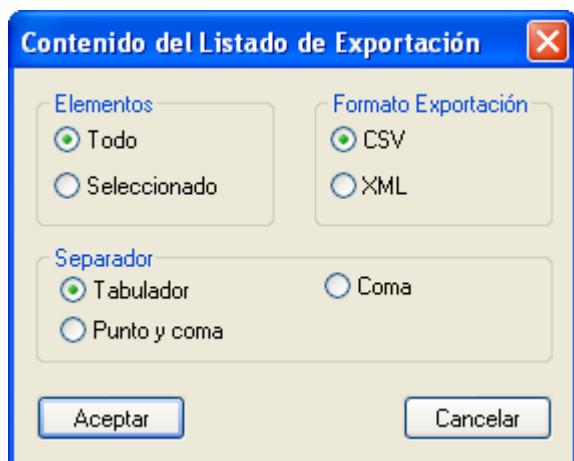 Contenido del Listado de Exportación
Elementos
Todo
Seleccionado
Formato Exportación
CSV
XML
Separador
Tabulador
Coma
Punto y coma
Aceptar
Cancelar